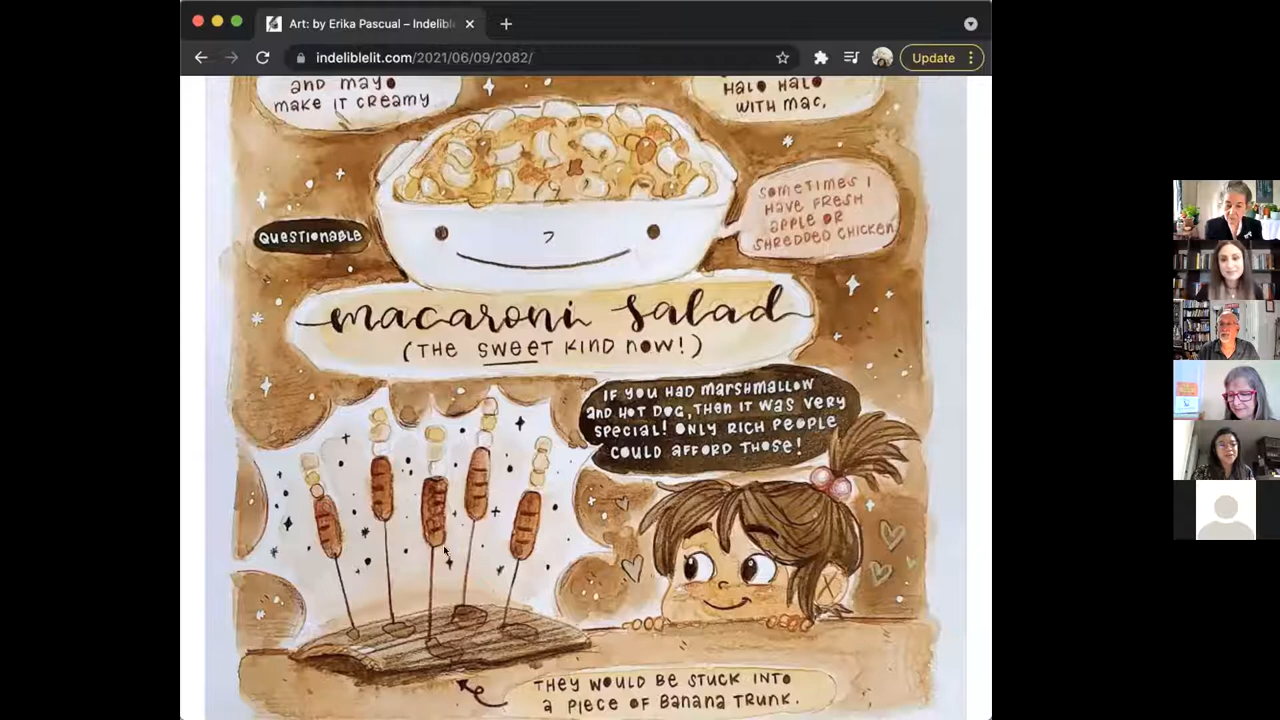 Art: by Erika Pascual – Indelibl
indeliblelit.com/2021/06/09/2082/
Update
and mayo
make it creamy
Halo Halo
with mac.
Sometimes I
have fresh
apple or
shredded chicken
Questionable
macaroni salad
(The sweet kind now!)
If you had marshmallow
and hot dog, then it was very
special! Only rich people
could afford those!
They would be stuck into
a piece of banana trunk.